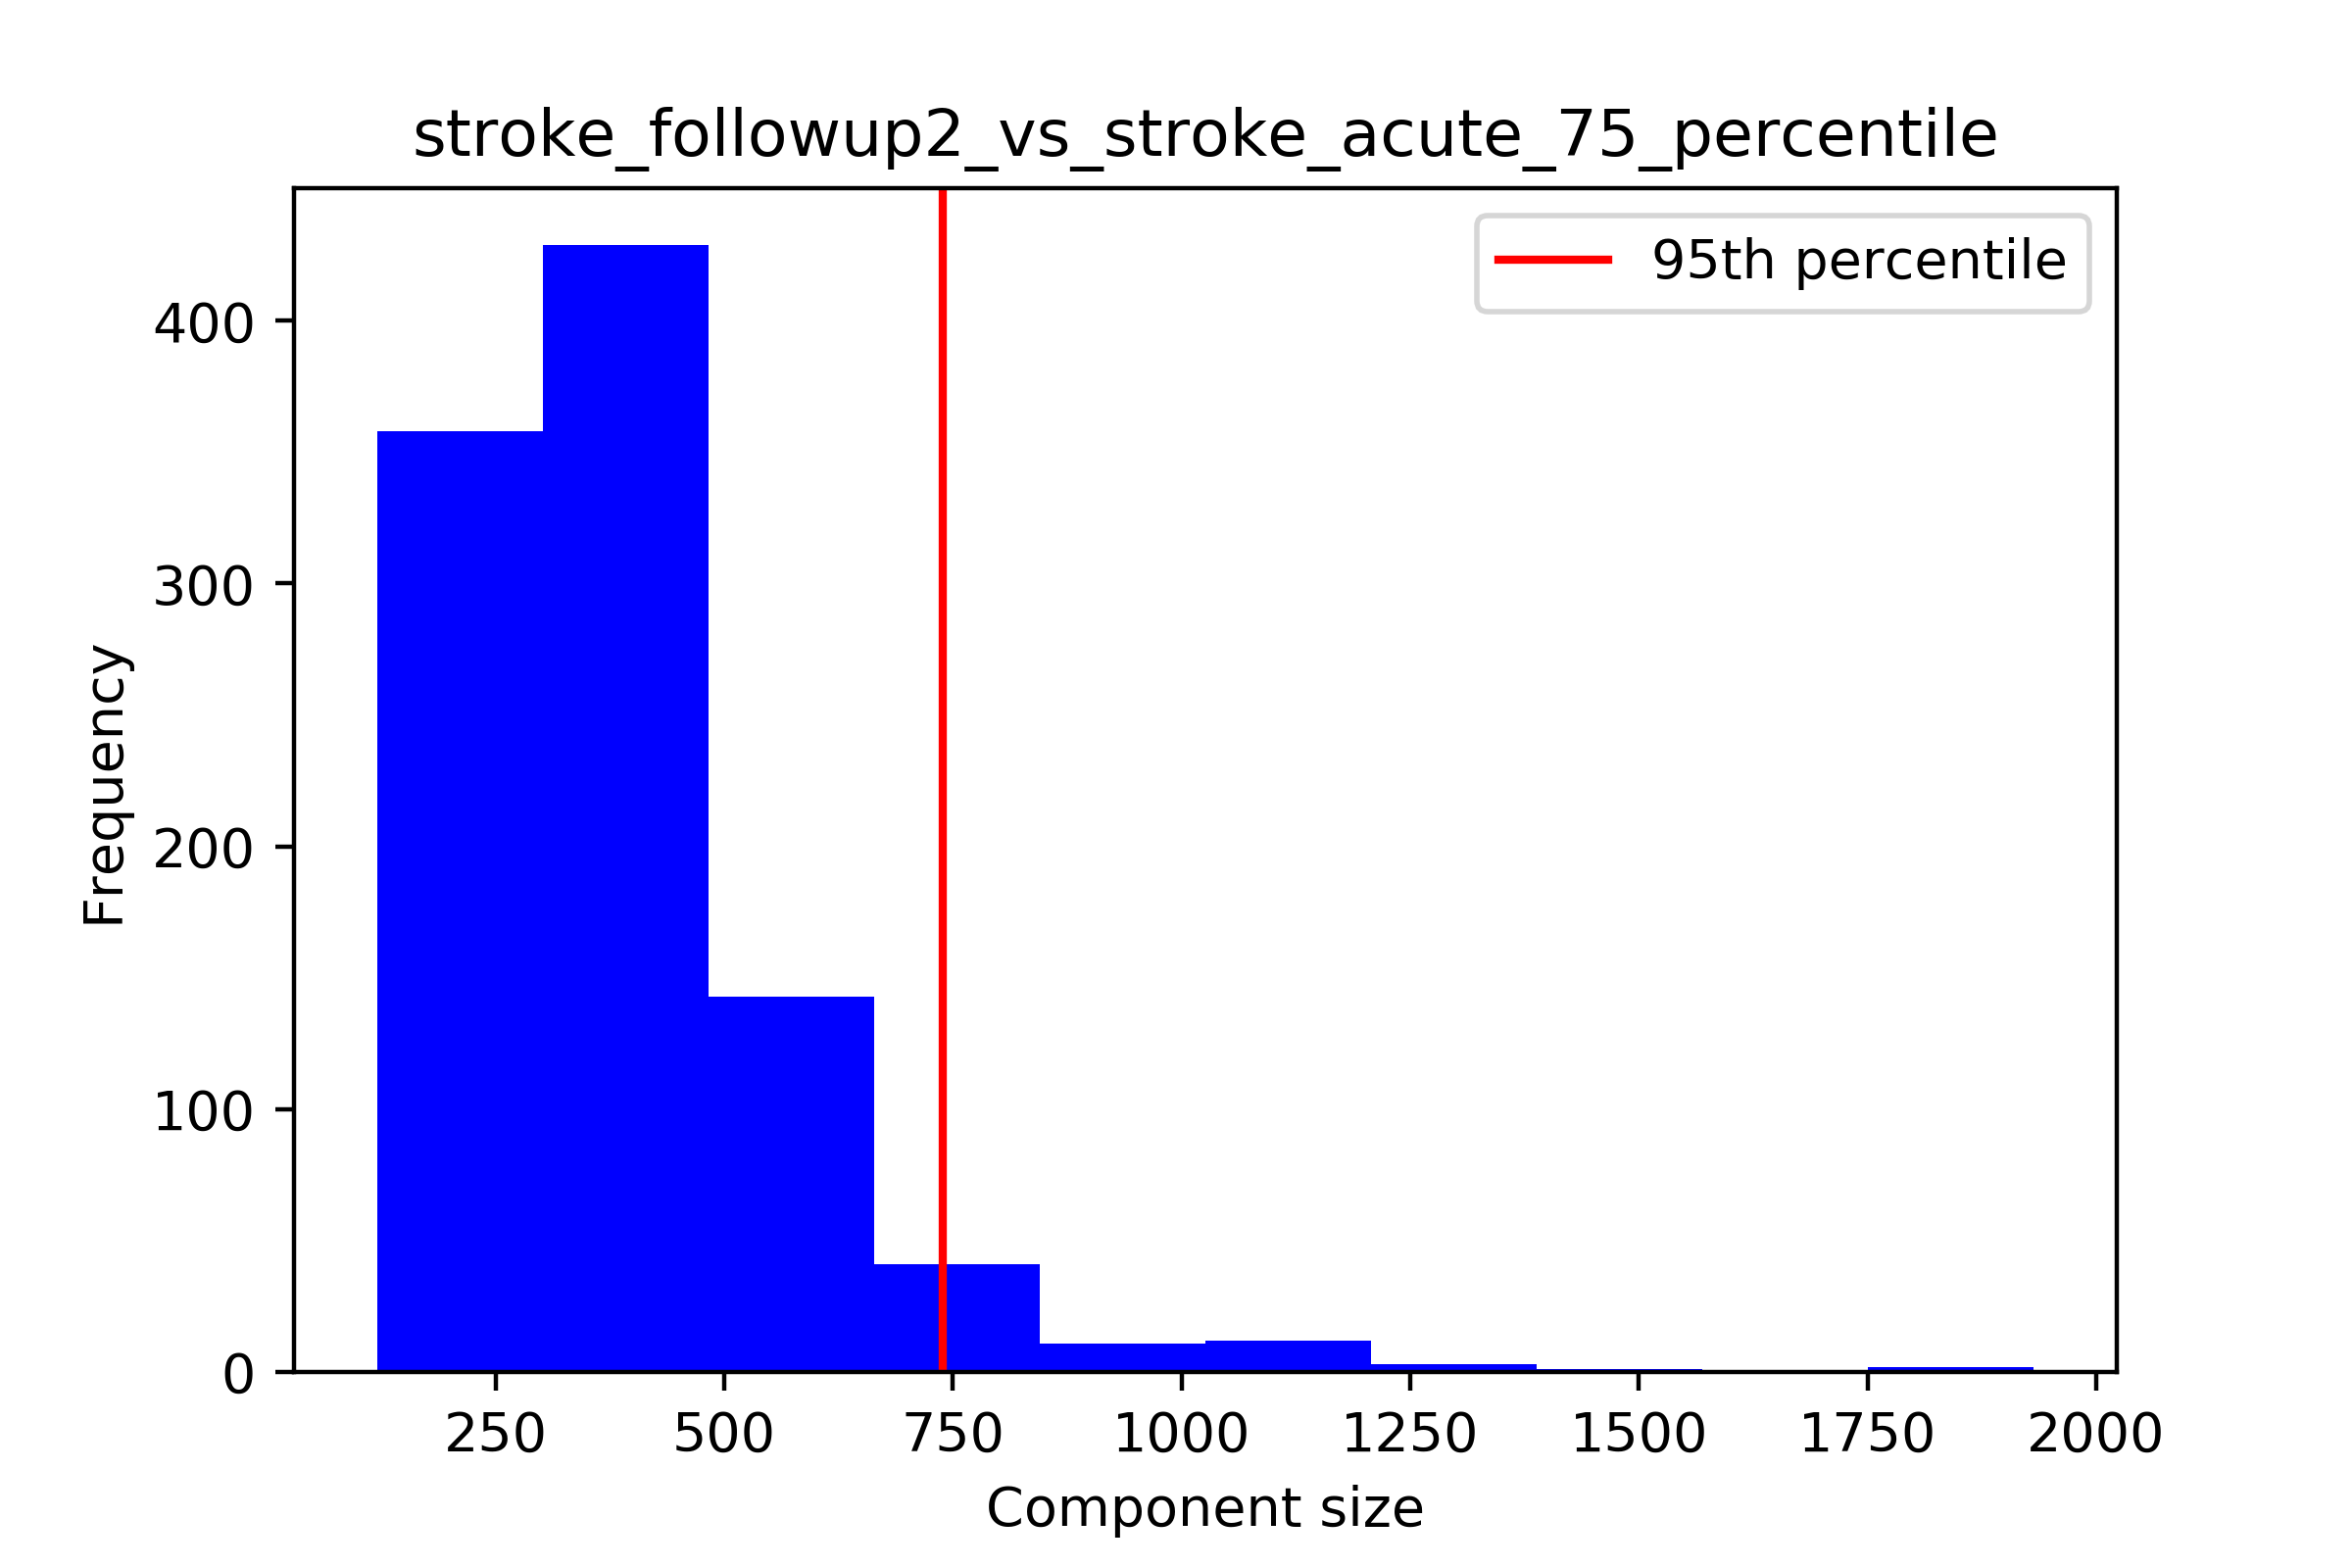 stroke_followup2_vs_stroke_acute_75_percentile
95th percentile
400
300
200
100
0
Frequency
250 500 750 1000 1250 1500 1750 2000
Component size